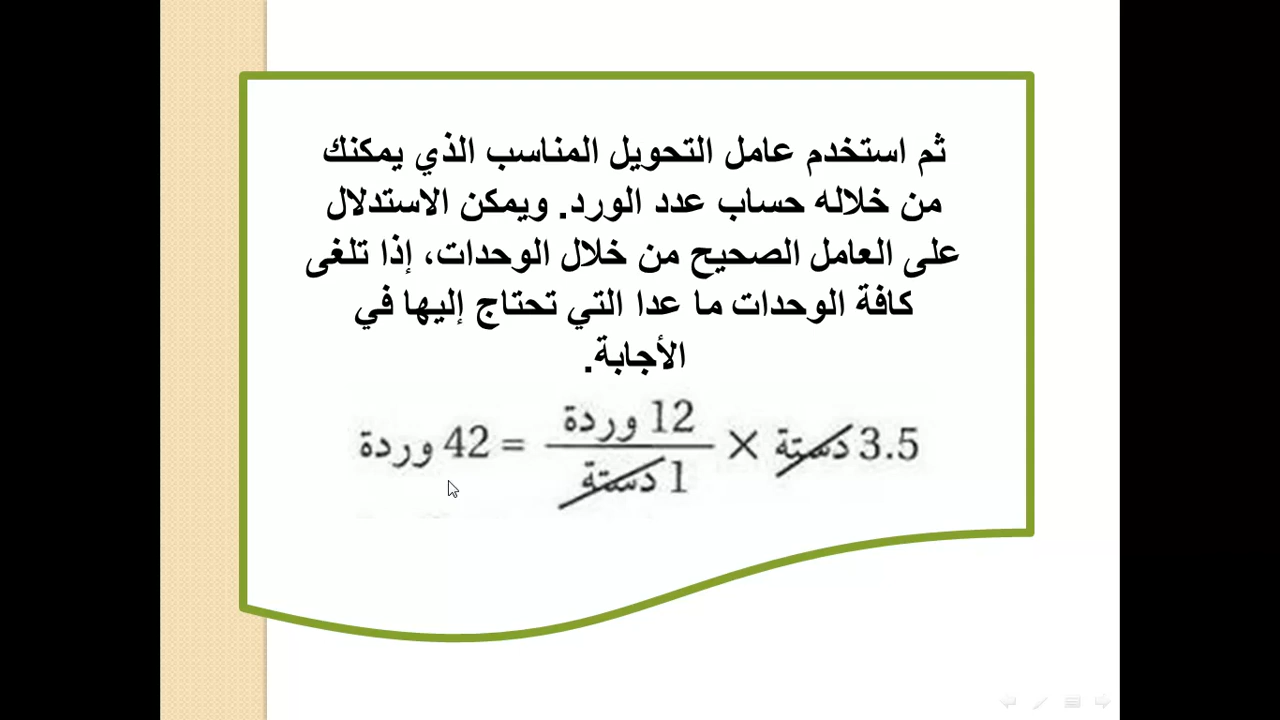 ثم استخدم عامل التحويل المناسب الذي يمكنك
من خلاله حساب عدد الورد. ويمكن الاستدلال
على العامل الصحيح من خلال الوحدات، إذا تلغى
كافة الوحدات ما عدا التي تحتاج إليها في
الأجابة.
3.5 دستة × 12 وردة / 1 دستة = 42 وردة